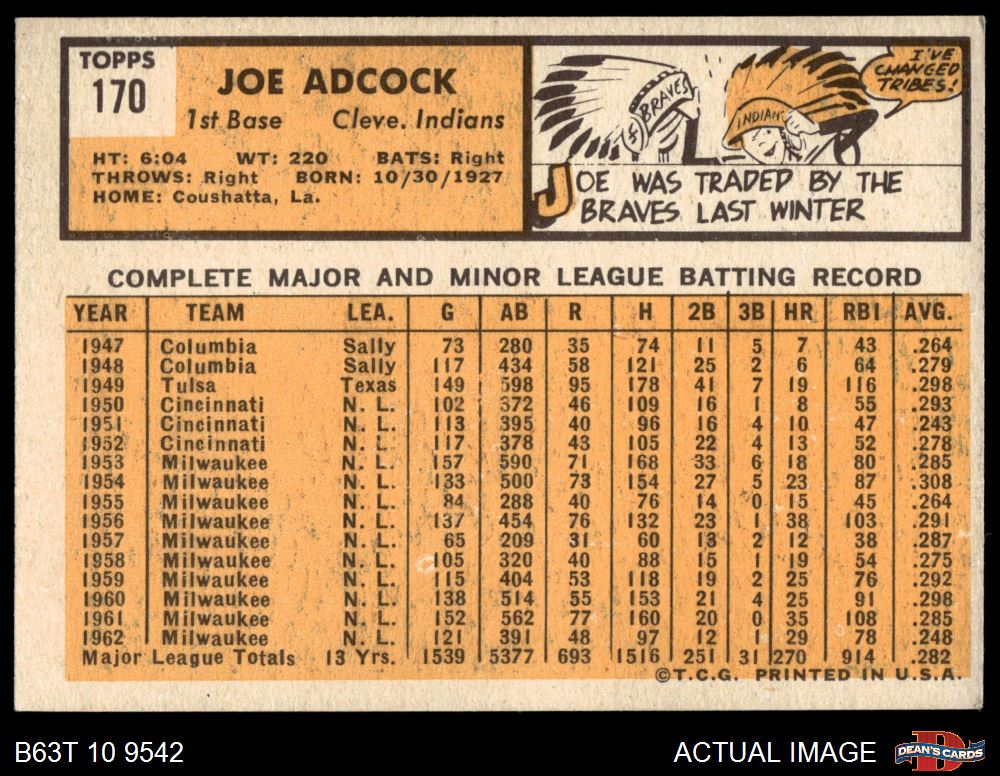 TOPPS
170
JOE ADCOCK
1st Base Cleve. Indians
HT: 6:04 WT: 220 BATS: Right
THROWS: Right BORN: 10/30/1927
HOME: Coushatta, La.
BRAVES
INDIAN
I'VE
CHANGED
TRIBES!
JOE WAS TRADED BY THE
BRAVES LAST WINTER
COMPLETE MAJOR AND MINOR LEAGUE BATTING RECORD
YEAR TEAM LEA. G AB R H 2B 3B HR RBI AVG.
1947 Columbia Sally 73 280 35 74 11 5 7 43 .264
1948 Columbia Sally 117 434 58 121 25 2 6 64 .279
1949 Tulsa Texas 149 598 95 178 41 7 19 116 .298
1950 Cincinnati N. L. 102 372 46 109 16 1 8 55 .293
1951 Cincinnati N. L. 113 395 40 96 16 4 10 47 .243
1952 Cincinnati N. L. 117 378 43 105 22 4 13 52 .278
1953 Milwaukee N. L. 157 590 71 168 33 6 18 80 .285
1954 Milwaukee N. L. 133 500 73 154 27 5 23 87 .308
1955 Milwaukee N. L. 84 288 40 76 14 0 15 45 .264
1956 Milwaukee N. L. 137 454 76 132 23 1 38 103 .291
1957 Milwaukee N. L. 65 209 31 60 13 2 12 38 .287
1958 Milwaukee N. L. 105 320 40 88 15 1 19 54 .275
1959 Milwaukee N. L. 115 404 53 118 19 2 25 76 .292
1960 Milwaukee N. L. 138 514 55 153 21 4 25 91 .298
1961 Milwaukee N. L. 152 562 77 160 20 0 35 108 .285
1962 Milwaukee N. L. 121 391 48 97 12 1 29 78 .248
Major League Totals 13 Yrs. 1539 5377 693 1516 251 31 270 914 .282
©T.C.G. PRINTED IN U.S.A.
B63T 10 9542 ACTUAL IMAGE DEAN'S CARDS